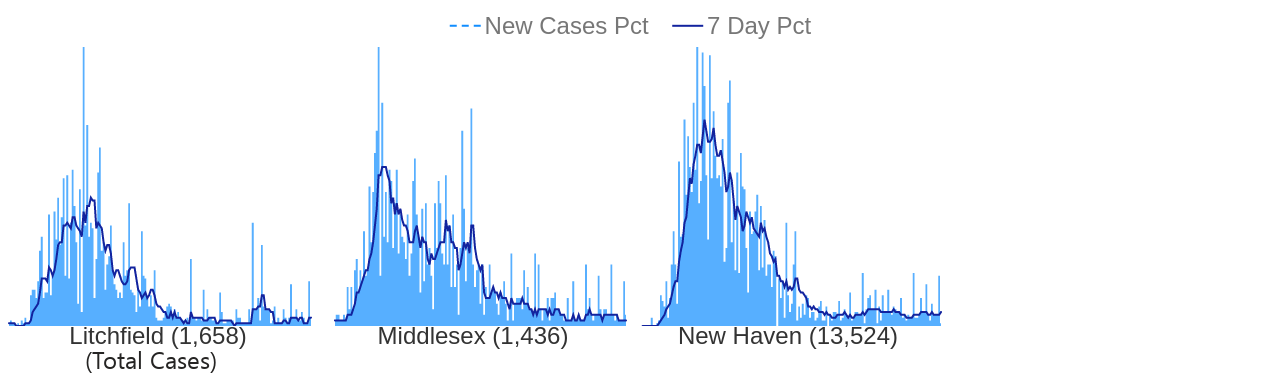 New Cases Pct 7 Day Pct
Litchfield (1,658) Middlesex (1,436) New Haven (13,524)
(Total Cases)